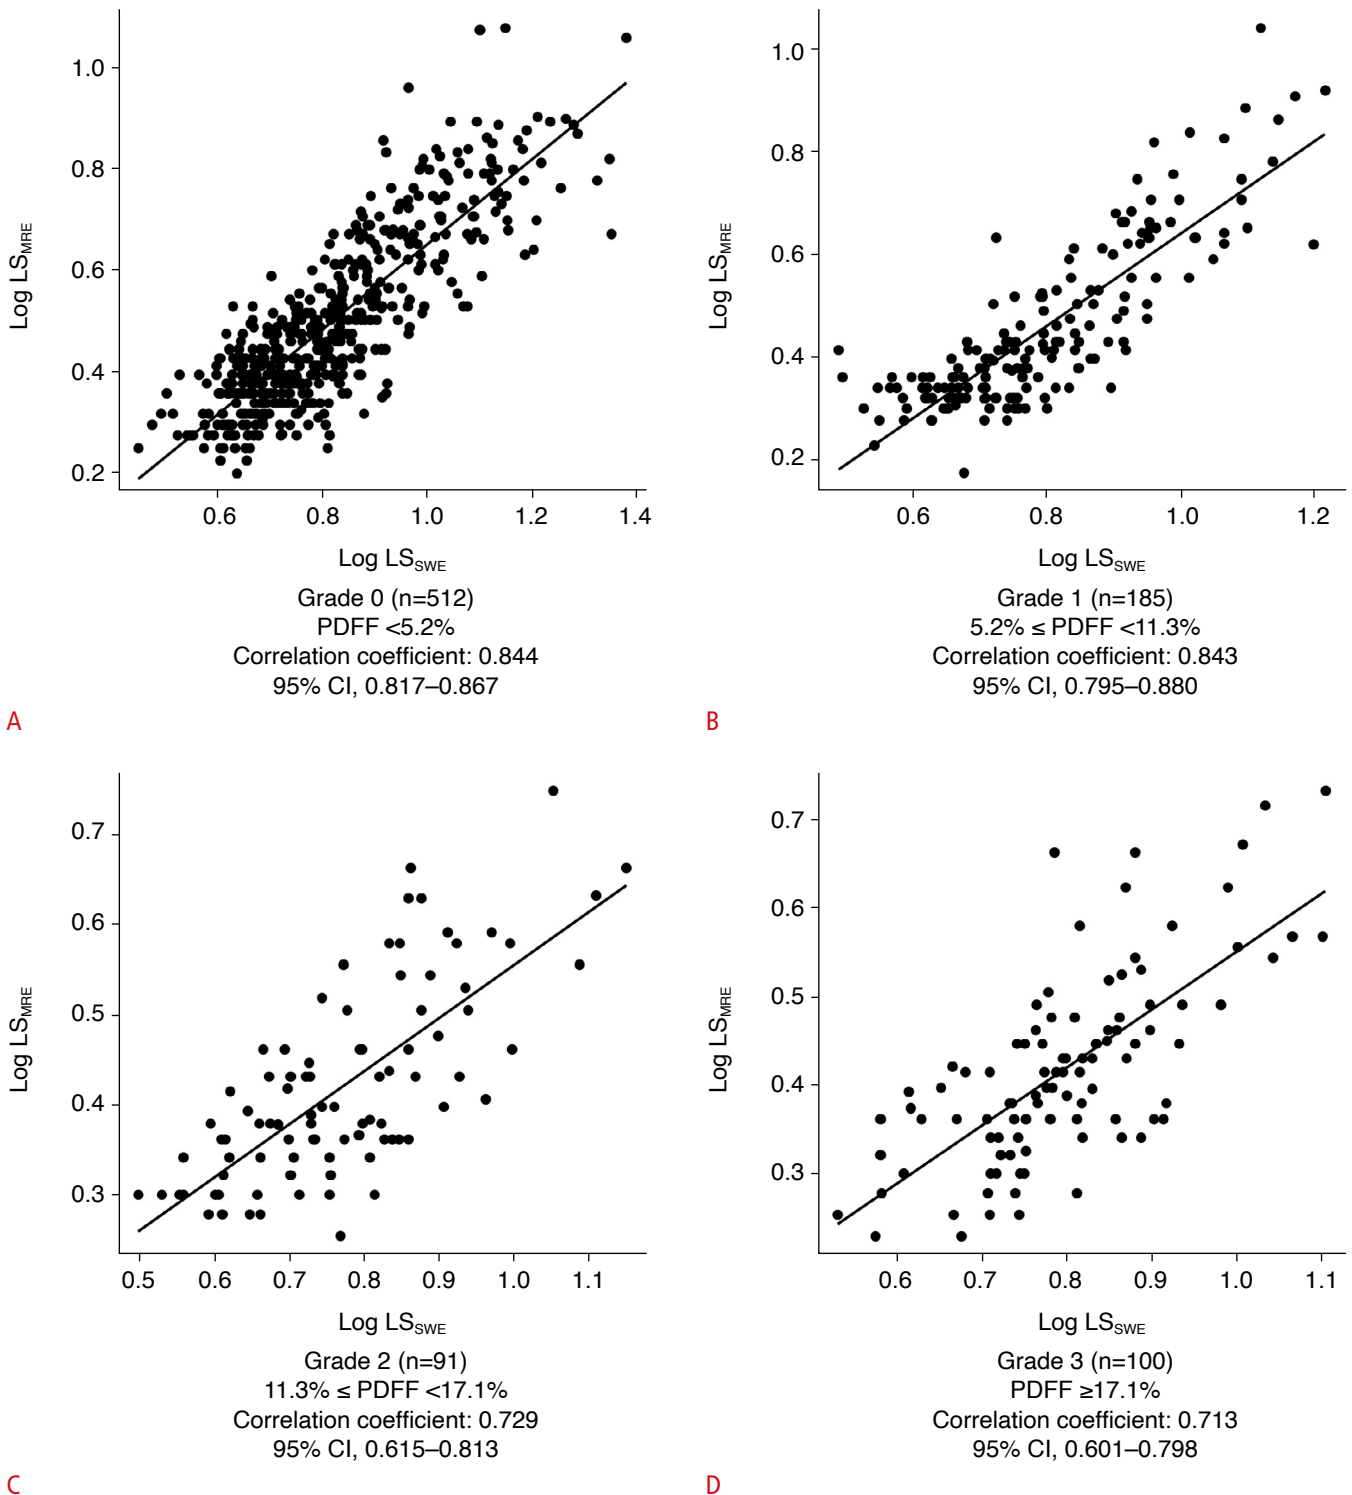 1.0
0.8
0.6
0.4
0.2
Log LSMRE
0.6 0.8 1.0 1.2 1.4
Log LSSWE
Grade 0 (n=512)
PDFF <5.2%
Correlation coefficient: 0.844
95% CI, 0.817–0.867
A
1.0
0.8
0.6
0.4
0.2
Log LSMRE
0.6 0.8 1.0 1.2
Log LSSWE
Grade 1 (n=185)
5.2% ≤ PDFF <11.3%
Correlation coefficient: 0.843
95% CI, 0.795–0.880
B
0.7
0.6
0.5
0.4
0.3
Log LSMRE
0.5 0.6 0.7 0.8 0.9 1.0 1.1
Log LSSWE
Grade 2 (n=91)
11.3% ≤ PDFF <17.1%
Correlation coefficient: 0.729
95% CI, 0.615–0.813
C
0.7
0.6
0.5
0.4
0.3
Log LSMRE
0.6 0.7 0.8 0.9 1.0 1.1
Log LSSWE
Grade 3 (n=100)
PDFF ≥17.1%
Correlation coefficient: 0.713
95% CI, 0.601–0.798
D